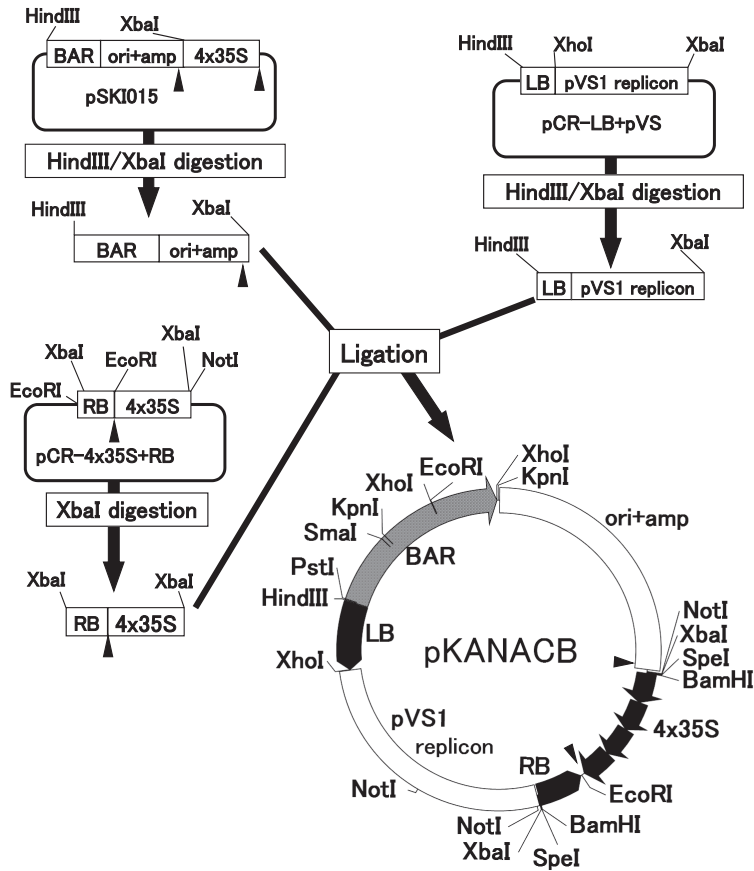 HindIII
XbaI
BAR
ori+amp
4x35S
pSKI015
HindIII/XbaI digestion
HindIII
XbaI
BAR
ori+amp
HindIII
XhoI
XbaI
LB
pVS1 replicon
pCR-LB+pVS
HindIII/XbaI digestion
HindIII
XbaI
LB
pVS1 replicon
Ligation
XbaI
XbaI
EcoRI
NotI
EcoRI
RB
4x35S
pCR-4x35S+RB
XbaI digestion
XbaI
XbaI
RB
4x35S
XhoI
KpnI
EcoRI
XhoI
KpnI
SmaI
PstI
HindIII
BAR
ori+amp
LB
pKANACB
NotI
XbaI
SpeI
BamHI
XhoI
pVS1
replicon
4x35S
RB
EcoRI
NotI
NotI
BamHI
XbaI
SpeI